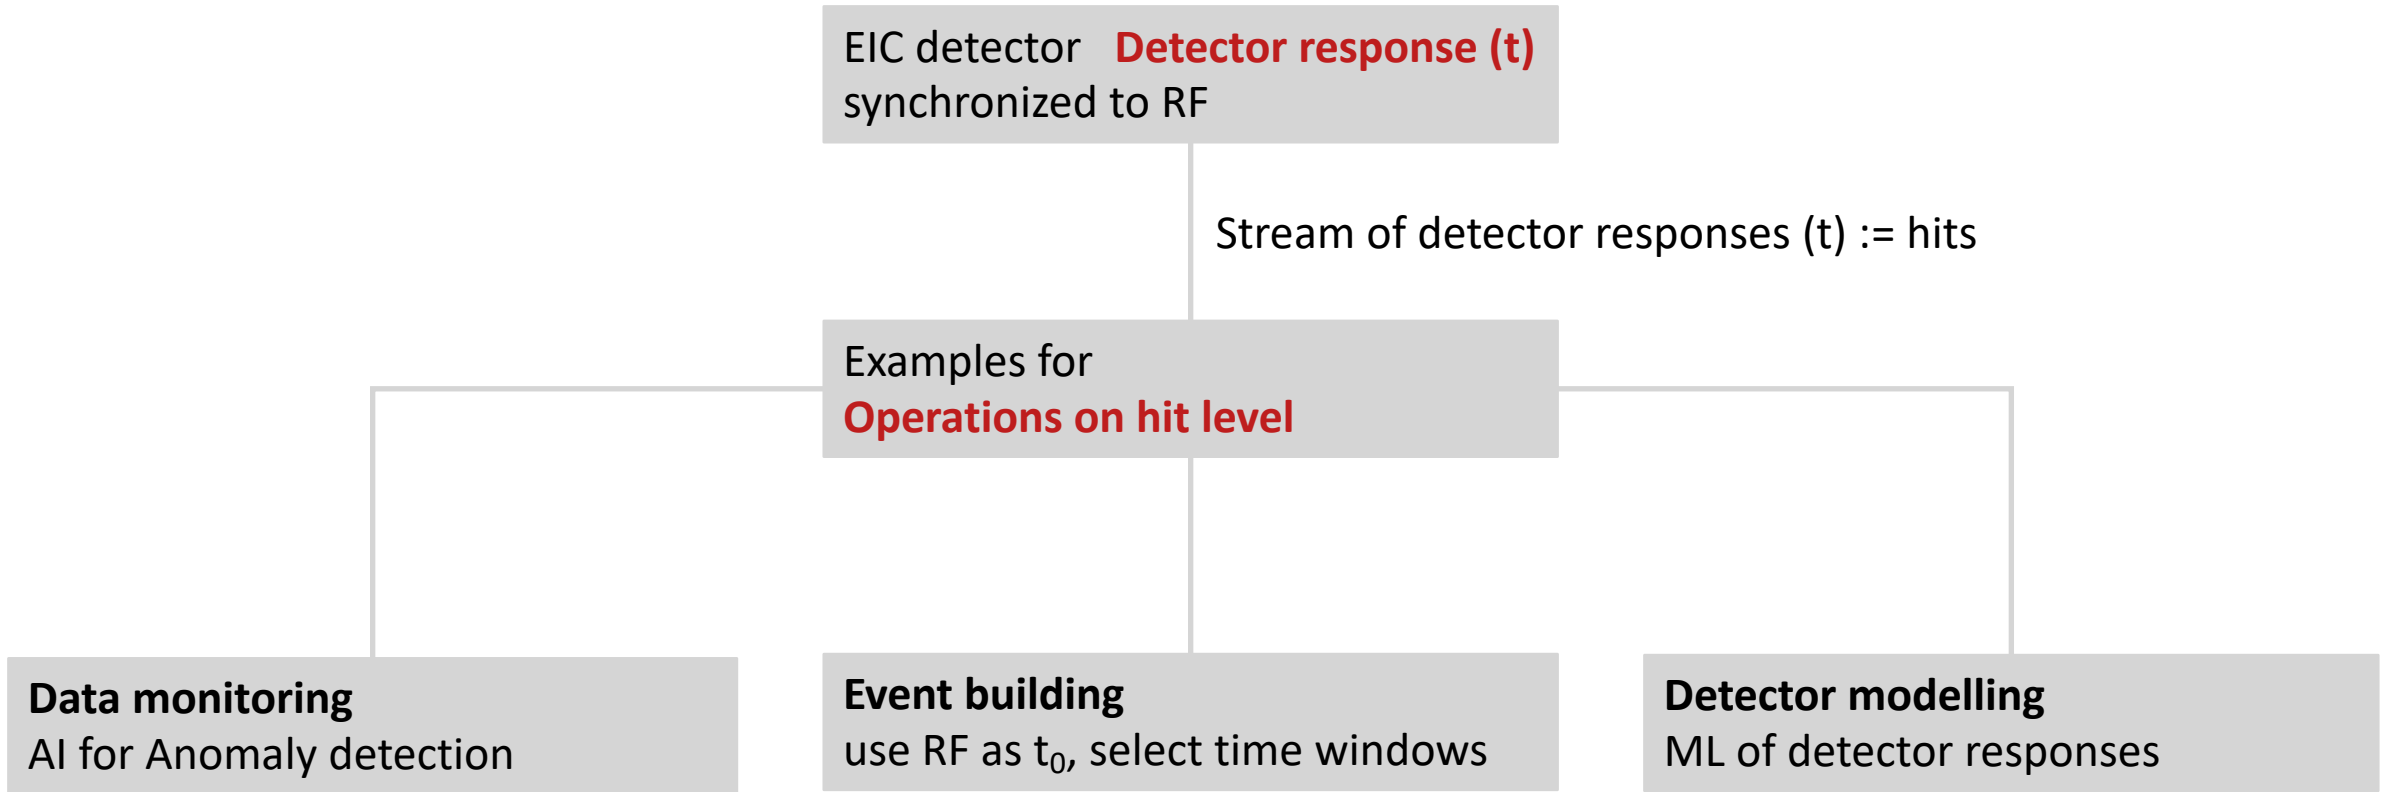 EIC detector Detector response (t)
synchronized to RF
Stream of detector responses (t) := hits
Examples for
Operations on hit level
Data monitoring
AI for Anomaly detection
Event building
use RF as t₀, select time windows
Detector modelling
ML of detector responses